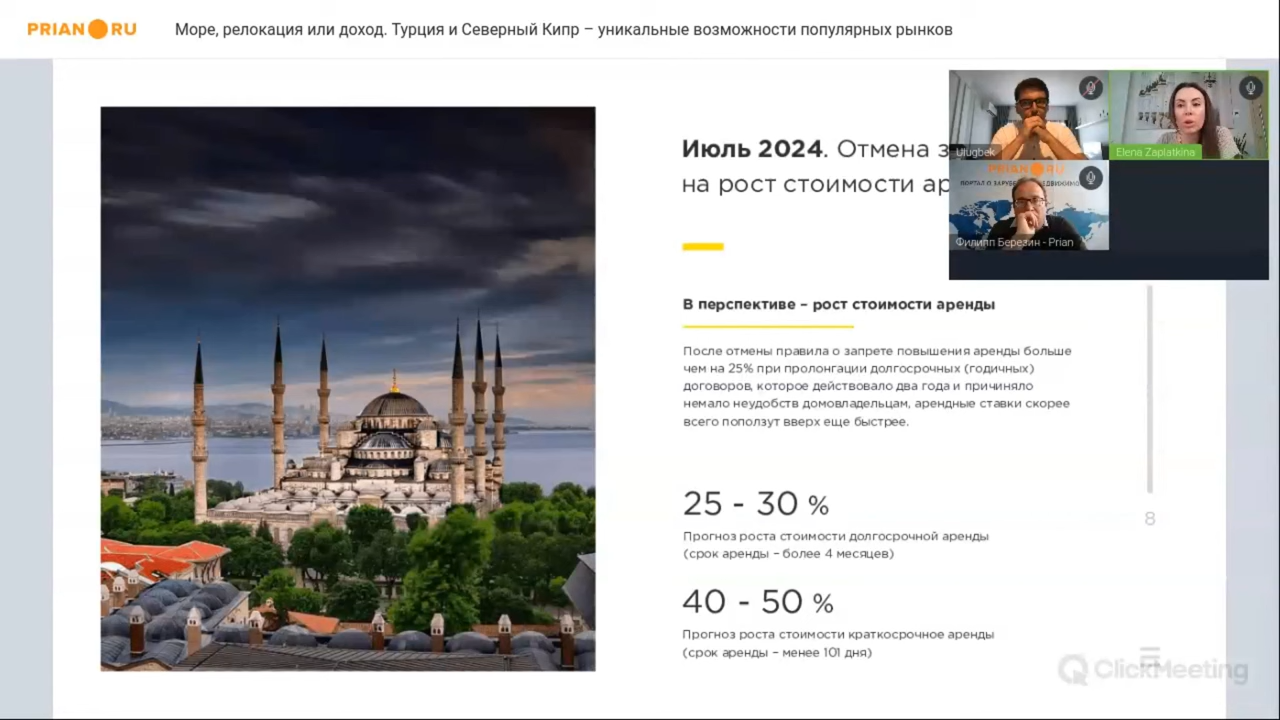 PRIAN RU
Море, релокация или доход. Турция и Северный Кипр – уникальные возможности популярных рынков
Июль 2024. Отмена
на рост стоимости
Ulugbek
Elena Zaplatkina
PRIAN RU
Филипп Березин - Prian
В перспективе – рост стоимости аренды
После отмены правила о запрете повышения аренды больше
чем на 25% при пролонгации долгосрочных (годичных)
договоров, которое действовало два года и причиняло
немало неудобств домовладельцам, арендные ставки скорее
всего поползут вверх еще быстрее.
25 - 30 %
Прогноз роста стоимости долгосрочной аренды
(срок аренды – более 4 месяцев)
8
40 - 50 %
Прогноз роста стоимости краткосрочное аренды
(срок аренды – менее 101 дня)
ClickMeeting